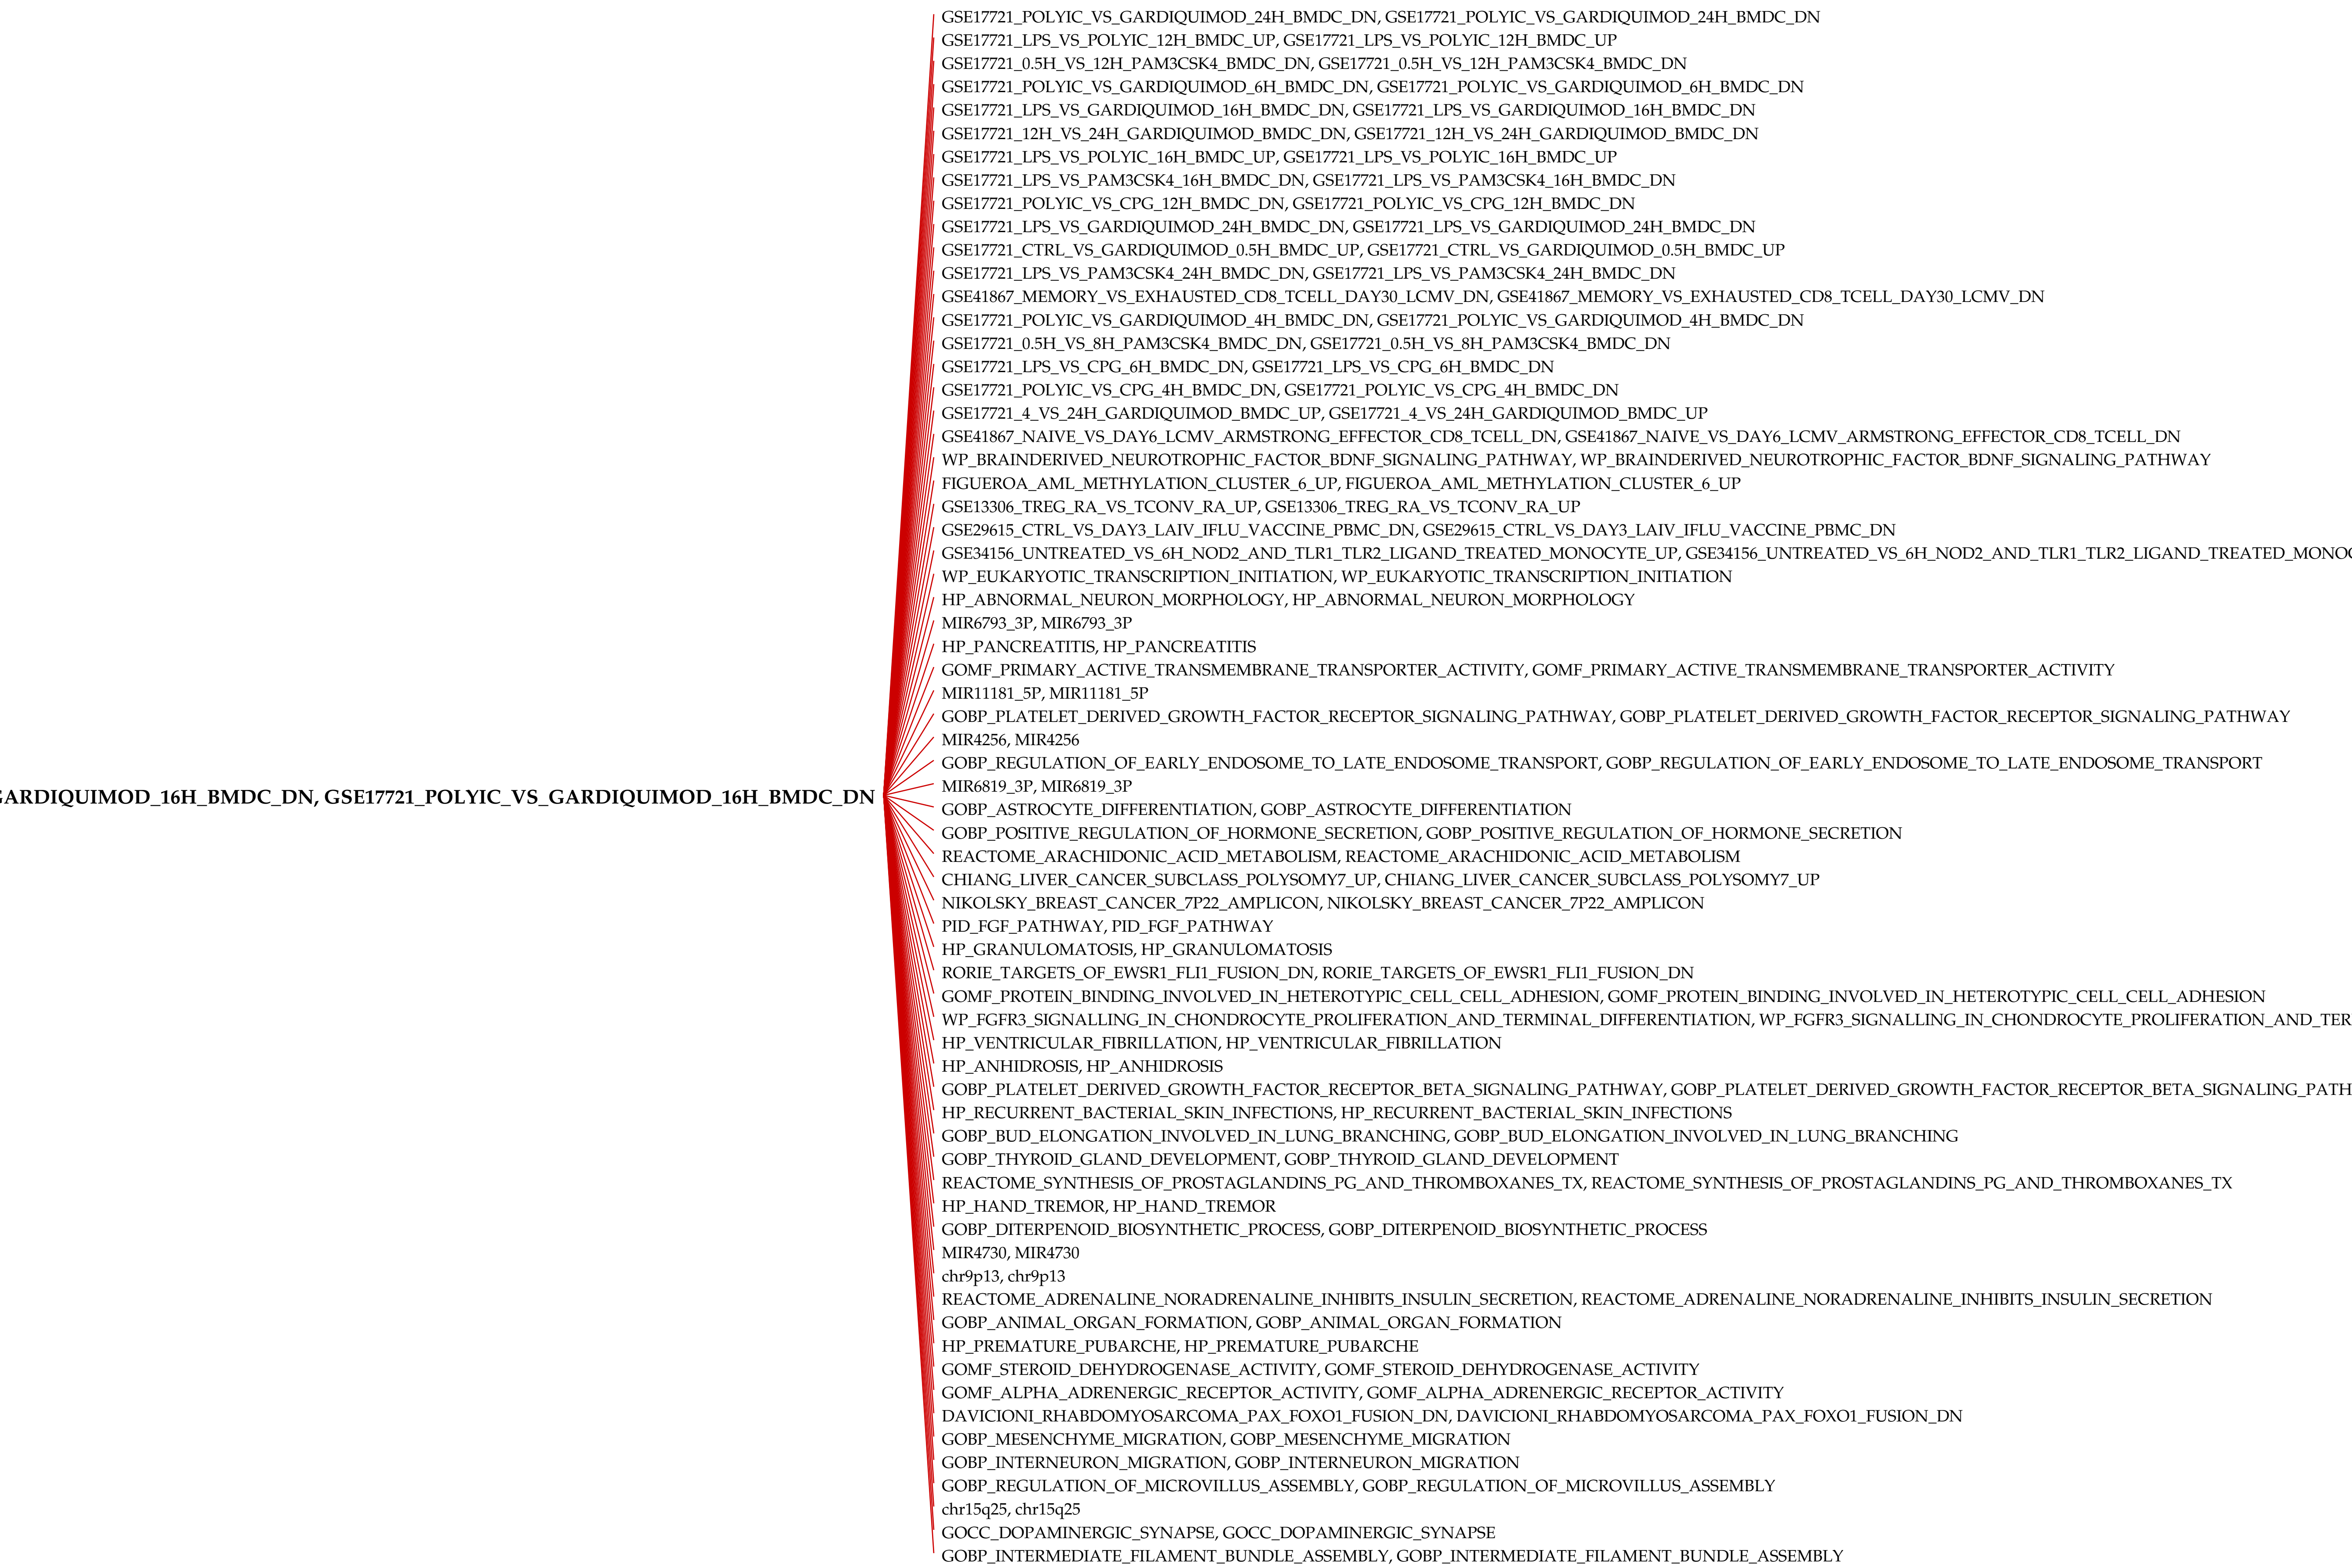 GSE17721_POLYIC_VS_GARDIQUIMOD_24H_BMDC_DN, GSE17721_POLYIC_VS_GARDIQUIMOD_24H_BMDC_DN
GSE17721_LPS_VS_POLYIC_12H_BMDC_UP, GSE17721_LPS_VS_POLYIC_12H_BMDC_UP
GSE17721_0.5H_VS_12H_PAM3CSK4_BMDC_DN, GSE17721_0.5H_VS_12H_PAM3CSK4_BMDC_DN
GSE17721_POLYIC_VS_GARDIQUIMOD_6H_BMDC_DN, GSE17721_POLYIC_VS_GARDIQUIMOD_6H_BMDC_DN
GSE17721_LPS_VS_GARDIQUIMOD_16H_BMDC_DN, GSE17721_LPS_VS_GARDIQUIMOD_16H_BMDC_DN
GSE17721_12H_VS_24H_GARDIQUIMOD_BMDC_DN, GSE17721_12H_VS_24H_GARDIQUIMOD_BMDC_DN
GSE17721_LPS_VS_POLYIC_16H_BMDC_UP, GSE17721_LPS_VS_POLYIC_16H_BMDC_UP
GSE17721_LPS_VS_PAM3CSK4_16H_BMDC_DN, GSE17721_LPS_VS_PAM3CSK4_16H_BMDC_DN
GSE17721_POLYIC_VS_CPG_12H_BMDC_DN, GSE17721_POLYIC_VS_CPG_12H_BMDC_DN
GSE17721_LPS_VS_GARDIQUIMOD_24H_BMDC_DN, GSE17721_LPS_VS_GARDIQUIMOD_24H_BMDC_DN
GSE17721_CTRL_VS_GARDIQUIMOD_0.5H_BMDC_UP, GSE17721_CTRL_VS_GARDIQUIMOD_0.5H_BMDC_UP
GSE17721_LPS_VS_PAM3CSK4_24H_BMDC_DN, GSE17721_LPS_VS_PAM3CSK4_24H_BMDC_DN
GSE41867_MEMORY_VS_EXHAUSTED_CD8_TCELL_DAY30_LCMV_DN, GSE41867_MEMORY_VS_EXHAUSTED_CD8_TCELL_DAY30_LCMV_DN
GSE17721_POLYIC_VS_GARDIQUIMOD_4H_BMDC_DN, GSE17721_POLYIC_VS_GARDIQUIMOD_4H_BMDC_DN
GSE17721_0.5H_VS_8H_PAM3CSK4_BMDC_DN, GSE17721_0.5H_VS_8H_PAM3CSK4_BMDC_DN
GSE17721_LPS_VS_CPG_6H_BMDC_DN, GSE17721_LPS_VS_CPG_6H_BMDC_DN
GSE17721_POLYIC_VS_CPG_4H_BMDC_DN, GSE17721_POLYIC_VS_CPG_4H_BMDC_DN
GSE17721_4_VS_24H_GARDIQUIMOD_BMDC_UP, GSE17721_4_VS_24H_GARDIQUIMOD_BMDC_UP
GSE41867_NAIVE_VS_DAY6_LCMV_ARMSTRONG_EFFECTOR_CD8_TCELL_DN, GSE41867_NAIVE_VS_DAY6_LCMV_ARMSTRONG_EFFECTOR_CD8_TCELL_DN
WP_BRAINDERIVED_NEUROTROPHIC_FACTOR_BDNF_SIGNALING_PATHWAY, WP_BRAINDERIVED_NEUROTROPHIC_FACTOR_BDNF_SIGNALING_PATHWAY
FIGUEROA_AML_METHYLATION_CLUSTER_6_UP, FIGUEROA_AML_METHYLATION_CLUSTER_6_UP
GSE13306_TREG_RA_VS_TCONV_RA_UP, GSE13306_TREG_RA_VS_TCONV_RA_UP
GSE29615_CTRL_VS_DAY3_LAIV_IFLU_VACCINE_PBMC_DN, GSE29615_CTRL_VS_DAY3_LAIV_IFLU_VACCINE_PBMC_DN
GSE34156_UNTREATED_VS_6H_NOD2_AND_TLR1_TLR2_LIGAND_TREATED_MONOCYTE_UP, GSE34156_UNTREATED_VS_6H_NOD2_AND_TLR1_TLR2_LIGAND_TREATED_MONOC
WP_EUKARYOTIC_TRANSCRIPTION_INITIATION, WP_EUKARYOTIC_TRANSCRIPTION_INITIATION
HP_ABNORMAL_NEURON_MORPHOLOGY, HP_ABNORMAL_NEURON_MORPHOLOGY
MIR6793_3P, MIR6793_3P
HP_PANCREATITIS, HP_PANCREATITIS
GOMF_PRIMARY_ACTIVE_TRANSMEMBRANE_TRANSPORTER_ACTIVITY, GOMF_PRIMARY_ACTIVE_TRANSMEMBRANE_TRANSPORTER_ACTIVITY
MIR11181_5P, MIR11181_5P
GOBP_PLATELET_DERIVED_GROWTH_FACTOR_RECEPTOR_SIGNALING_PATHWAY, GOBP_PLATELET_DERIVED_GROWTH_FACTOR_RECEPTOR_SIGNALING_PATHWAY
MIR4256, MIR4256
GOBP_REGULATION_OF_EARLY_ENDOSOME_TO_LATE_ENDOSOME_TRANSPORT, GOBP_REGULATION_OF_EARLY_ENDOSOME_TO_LATE_ENDOSOME_TRANSPORT
MIR6819_3P, MIR6819_3P
GARDIQUIMOD_16H_BMDC_DN, GSE17721_POLYIC_VS_GARDIQUIMOD_16H_BMDC_DN
GOBP_ASTROCYTE_DIFFERENTIATION, GOBP_ASTROCYTE_DIFFERENTIATION
GOBP_POSITIVE_REGULATION_OF_HORMONE_SECRETION, GOBP_POSITIVE_REGULATION_OF_HORMONE_SECRETION
REACTOME_ARACHIDONIC_ACID_METABOLISM, REACTOME_ARACHIDONIC_ACID_METABOLISM
CHIANG_LIVER_CANCER_SUBCLASS_POLYSOMY7_UP, CHIANG_LIVER_CANCER_SUBCLASS_POLYSOMY7_UP
NIKOLSKY_BREAST_CANCER_7P22_AMPLICON, NIKOLSKY_BREAST_CANCER_7P22_AMPLICON
PID_FGF_PATHWAY, PID_FGF_PATHWAY
HP_GRANULOMATOSIS, HP_GRANULOMATOSIS
RORIE_TARGETS_OF_EWSR1_FLI1_FUSION_DN, RORIE_TARGETS_OF_EWSR1_FLI1_FUSION_DN
GOMF_PROTEIN_BINDING_INVOLVED_IN_HETEROTYPIC_CELL_CELL_ADHESION, GOMF_PROTEIN_BINDING_INVOLVED_IN_HETEROTYPIC_CELL_CELL_ADHESION
WP_FGFR3_SIGNALLING_IN_CHONDROCYTE_PROLIFERATION_AND_TERMINAL_DIFFERENTIATION, WP_FGFR3_SIGNALLING_IN_CHONDROCYTE_PROLIFERATION_AND_TER
HP_VENTRICULAR_FIBRILLATION, HP_VENTRICULAR_FIBRILLATION
HP_ANHIDROSIS, HP_ANHIDROSIS
GOBP_PLATELET_DERIVED_GROWTH_FACTOR_RECEPTOR_BETA_SIGNALING_PATHWAY, GOBP_PLATELET_DERIVED_GROWTH_FACTOR_RECEPTOR_BETA_SIGNALING_PATH
HP_RECURRENT_BACTERIAL_SKIN_INFECTIONS, HP_RECURRENT_BACTERIAL_SKIN_INFECTIONS
GOBP_BUD_ELONGATION_INVOLVED_IN_LUNG_BRANCHING, GOBP_BUD_ELONGATION_INVOLVED_IN_LUNG_BRANCHING
GOBP_THYROID_GLAND_DEVELOPMENT, GOBP_THYROID_GLAND_DEVELOPMENT
REACTOME_SYNTHESIS_OF_PROSTAGLANDINS_PG_AND_THROMBOXANES_TX, REACTOME_SYNTHESIS_OF_PROSTAGLANDINS_PG_AND_THROMBOXANES_TX
HP_HAND_TREMOR, HP_HAND_TREMOR
GOBP_DITERPENOID_BIOSYNTHETIC_PROCESS, GOBP_DITERPENOID_BIOSYNTHETIC_PROCESS
MIR4730, MIR4730
chr9p13, chr9p13
REACTOME_ADRENALINE_NORADRENALINE_INHIBITS_INSULIN_SECRETION, REACTOME_ADRENALINE_NORADRENALINE_INHIBITS_INSULIN_SECRETION
GOBP_ANIMAL_ORGAN_FORMATION, GOBP_ANIMAL_ORGAN_FORMATION
HP_PREMATURE_PUBARCHE, HP_PREMATURE_PUBARCHE
GOMF_STEROID_DEHYDROGENASE_ACTIVITY, GOMF_STEROID_DEHYDROGENASE_ACTIVITY
GOMF_ALPHA_ADRENERGIC_RECEPTOR_ACTIVITY, GOMF_ALPHA_ADRENERGIC_RECEPTOR_ACTIVITY
DAVICIONI_RHABDOMYOSARCOMA_PAX_FOXO1_FUSION_DN, DAVICIONI_RHABDOMYOSARCOMA_PAX_FOXO1_FUSION_DN
GOBP_MESENCHYME_MIGRATION, GOBP_MESENCHYME_MIGRATION
GOBP_INTERNEURON_MIGRATION, GOBP_INTERNEURON_MIGRATION
GOBP_REGULATION_OF_MICROVILLUS_ASSEMBLY, GOBP_REGULATION_OF_MICROVILLUS_ASSEMBLY
chr15q25, chr15q25
GOCC_DOPAMINERGIC_SYNAPSE, GOCC_DOPAMINERGIC_SYNAPSE
GOBP_INTERMEDIATE_FILAMENT_BUNDLE_ASSEMBLY, GOBP_INTERMEDIATE_FILAMENT_BUNDLE_ASSEMBLY